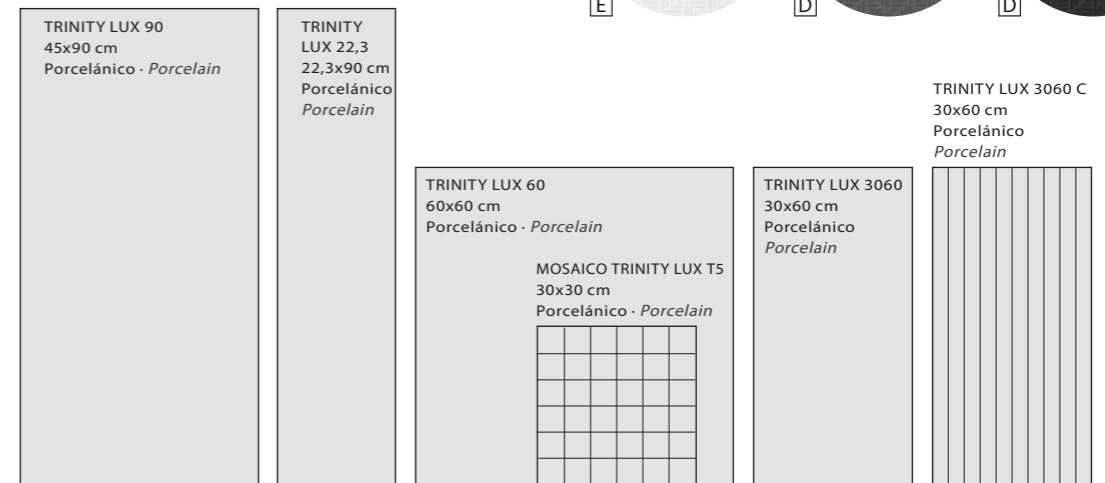 E
D
D
TRINITY LUX 90
45x90 cm
Porcelánico · Porcelain
TRINITY
LUX 22,3
22,3x90 cm
Porcelánico
Porcelain
TRINITY LUX 3060 C
30x60 cm
Porcelánico
Porcelain
TRINITY LUX 60
60x60 cm
Porcelánico · Porcelain
MOSAICO TRINITY LUX T5
30x30 cm
Porcelánico · Porcelain
TRINITY LUX 3060
30x60 cm
Porcelánico
Porcelain